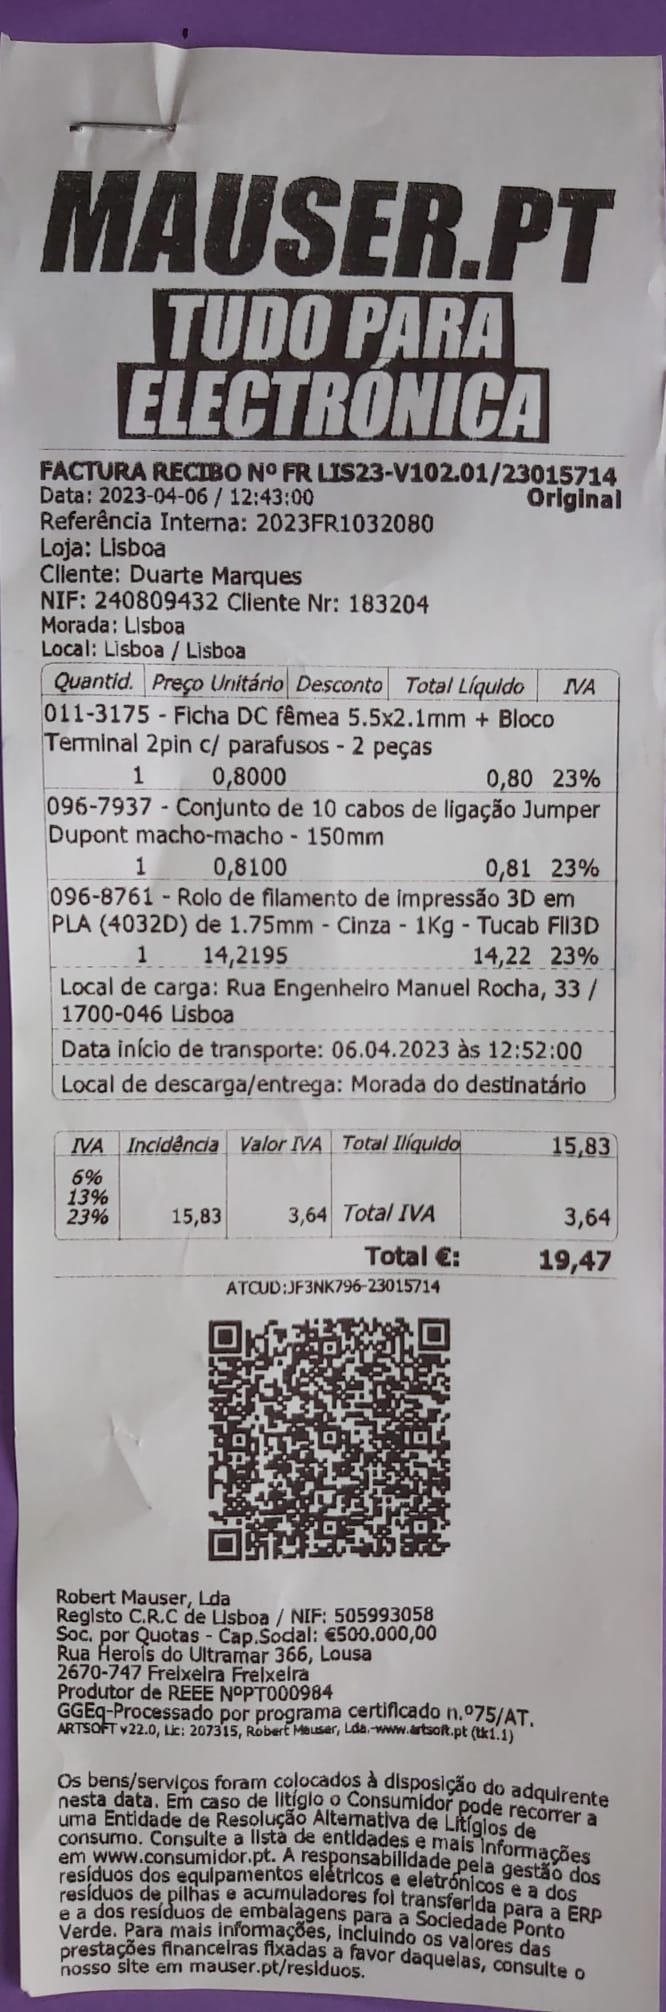 MAUSER.PT
TUDO PARA
ELECTRÓNICA
FACTURA RECIBO Nº FR LIS23-V102.01/23015714
Data: 2023-04-06 / 12:43:00 Original
Referência Interna: 2023FR1032080
Loja: Lisboa
Cliente: Duarte Marques
NIF: 240809432 Cliente Nr: 183204
Morada: Lisboa
Local: Lisboa / Lisboa
Quantid. Preço Unitário Desconto Total Líquido IVA
011-3175 - Ficha DC fêmea 5.5x2.1mm + Bloco
Terminal 2pin c/ parafusos - 2 peças
1 0,8000 0,80 23%
096-7937 - Conjunto de 10 cabos de ligação Jumper
Dupont macho-macho - 150mm
1 0,8100 0,81 23%
096-8761 - Rolo de filamento de impressão 3D em
PLA (4032D) de 1.75mm - Cinza - 1Kg - Tucab Fil3D
1 14,2195 14,22 23%
Local de carga: Rua Engenheiro Manuel Rocha, 33 /
1700-046 Lisboa
Data início de transporte: 06.04.2023 às 12:52:00
Local de descarga/entrega: Morada do destinatário
IVA Incidência Valor IVA Total Ilíquido 15,83
6%
13%
23% 15,83 3,64 Total IVA 3,64
Total €: 19,47
ATCUD:JF3NK796-23015714
Robert Mauser, Lda
Registo C.R.C de Lisboa / NIF: 505993058
Soc. por Quotas - Cap.Social: €500.000,00
Rua Herois do Ultramar 366, Lousa
2670-747 Freixeira Freixeira
Produtor de REEE NºPT000984
GGEq-Processado por programa certificado n.º75/AT.
ARTSOFT v22.0, Lic: 207315, Robert Mauser, Lda.-www.artsoft.pt (tk1.1)
Os bens/serviços foram colocados à disposição do adquirente
nesta data. Em caso de litígio o Consumidor pode recorrer a
uma Entidade de Resolução Alternativa de Litígios de
consumo. Consulte a lista de entidades e mais informações
em www.consumidor.pt. A responsabilidade pela gestão dos
resíduos dos equipamentos elétricos e eletrónicos e a dos
resíduos de pilhas e acumuladores foi transferida para a ERP
e a dos resíduos de embalagens para a Sociedade Ponto
Verde. Para mais informações, incluindo os valores das
prestações financeiras fixadas a favor daquelas, consulte o
nosso site em mauser.pt/residuos.